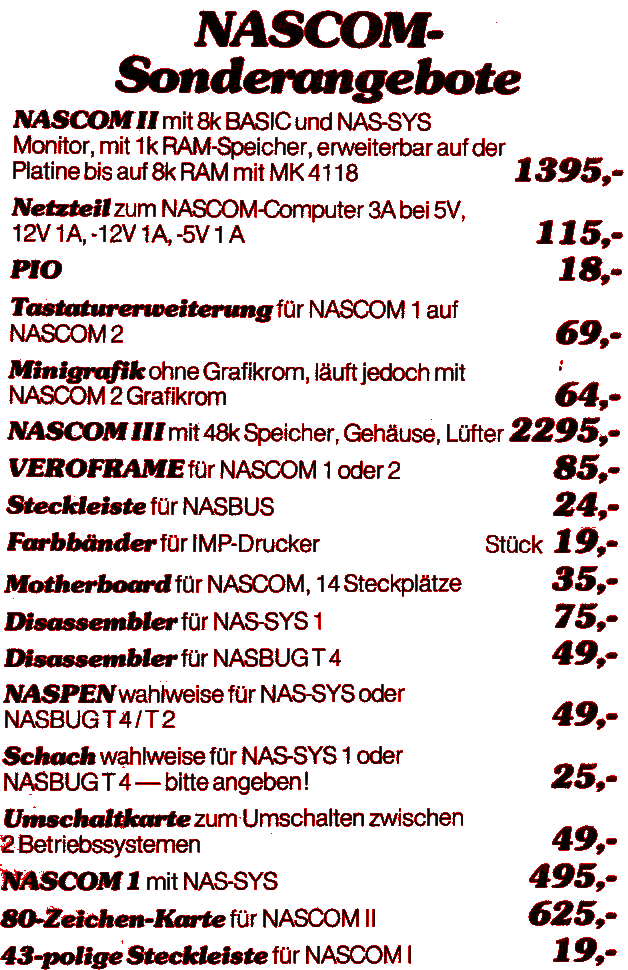 NASCOM-
Sonderangebote
NASCOM II mit 8k BASIC und NAS-SYS
Monitor, mit 1k RAM-Speicher, erweiterbar auf der
Platine bis auf 8k RAM mit MK 4118 1395,-
Netzteil zum NASCOM-Computer 3A bei 5V,
12V 1A, -12V 1A, -5V 1 A 115,-
PIO 18,-
Tastaturerweiterung für NASCOM 1 auf
NASCOM 2 69,-
Minigrafik ohne Grafikrom, läuft jedoch mit
NASCOM 2 Grafikrom 64,-
NASCOM III mit 48k Speicher, Gehäuse, Lüfter 2295,-
VEROFRAME für NASCOM 1 oder 2 85,-
Steckleiste für NASBUS 24,-
Farbbänder für IMP-Drucker Stück 19,-
Motherboard für NASCOM, 14 Steckplätze 35,-
Disassembler für NAS-SYS 1 75,-
Disassembler für NASBUG T 4 49,-
NASPEN wahlweise für NAS-SYS oder
NASBUG T 4 / T 2 49,-
Schach wahlweise für NAS-SYS 1 oder
NASBUG T 4 — bitte angeben! 25,-
Umschaltkarte zum Umschalten zwischen
2 Betriebssystemen 49,-
NASCOM 1 mit NAS-SYS 495,-
80-Zeichen-Karte für NASCOM II 625,-
43-polige Steckleiste für NASCOM I 19,-